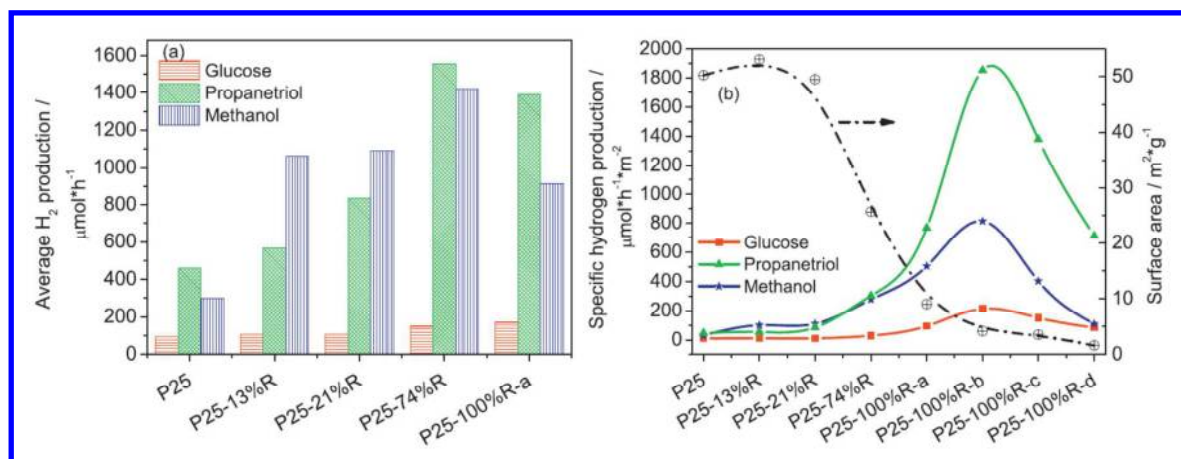 (a)
Average H2 production /
μmol*h-1
1600
1400
1200
1000
800
600
400
200
0
Glucose
Propanetriol
Methanol
P25
P25-13%R
P25-21%R
P25-74%R
P25-100%R-a
(b)
Specific hydrogen production /
μmol*h-1*m-2
2000
1800
1600
1400
1200
1000
800
600
400
200
0
Glucose
Propanetriol
Methanol
50
40
30
20
10
0
Surface area / m2*g-1
P25
P25-13%R
P25-21%R
P25-74%R
P25-100%R-a
P25-100%R-b
P25-100%R-c
P25-100%R-d